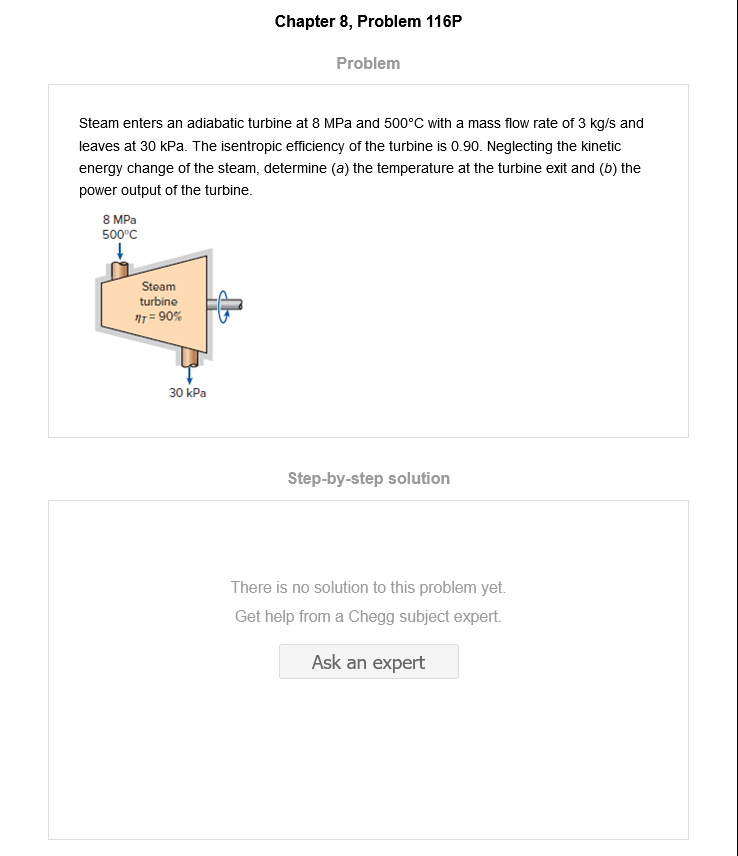 Chapter 8, Problem 116P
Problem
Steam enters an adiabatic turbine at 8 MPa and 500°C with a mass flow rate of 3 kg/s and
leaves at 30 kPa. The isentropic efficiency of the turbine is 0.90. Neglecting the kinetic
energy change of the steam, determine (a) the temperature at the turbine exit and (b) the
power output of the turbine.
8 MPa
500°C
Steam
turbine
ηT = 90%
30 kPa
Step-by-step solution
There is no solution to this problem yet.
Get help from a Chegg subject expert.
Ask an expert